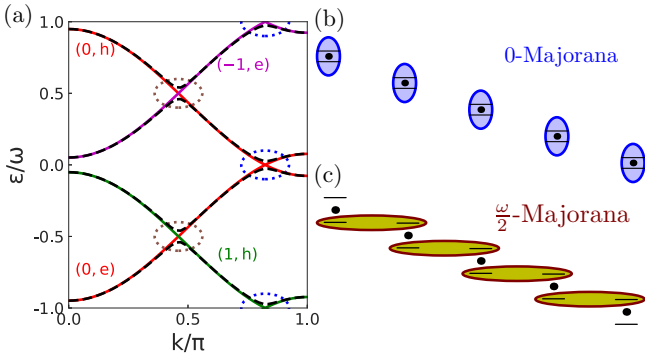 (a)
1.0
0.5
0.0
-0.5
-1.0
ε/ω
(0, h)
(−1, e)
(0, e)
(1, h)
0.0
0.5
1.0
k/π
(b)
0-Majorana
(c)
ω/2-Majorana